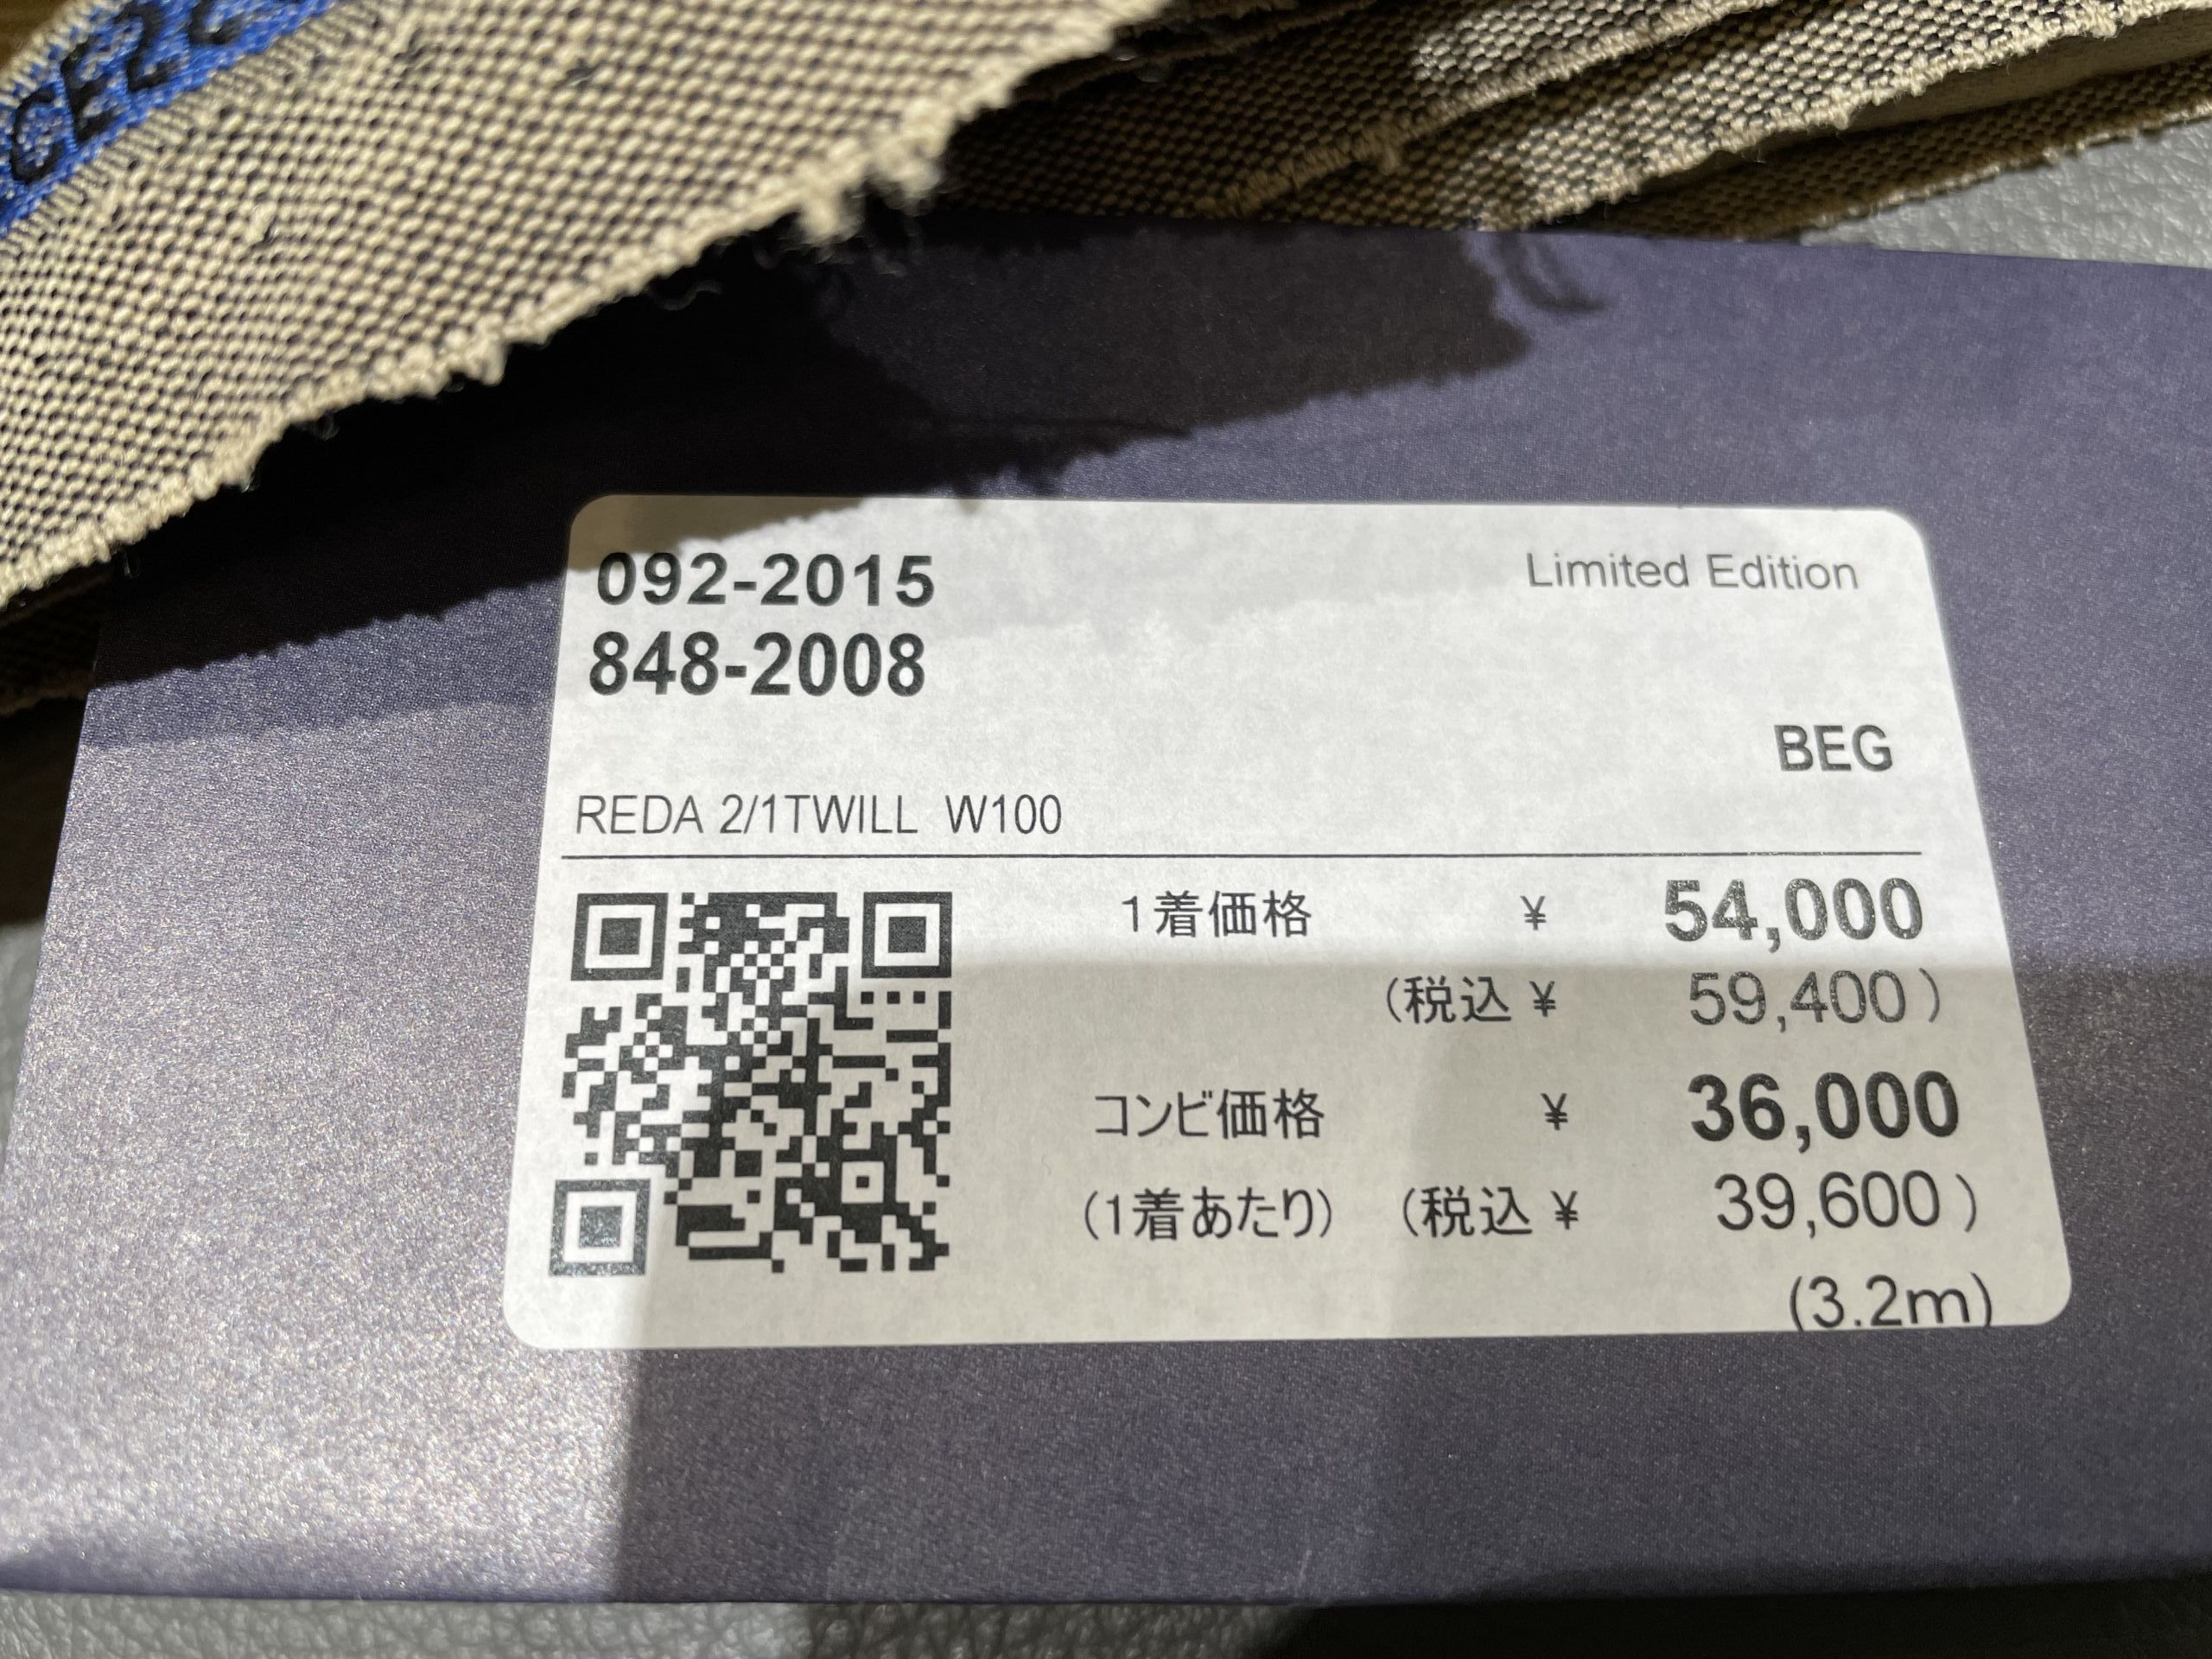 092-2015
Limited Edition
848-2008
BEG
REDA 2/1TWILL W100
1着価格 ¥ 54,000
(税込 ¥ 59,400)
コンビ価格 ¥ 36,000
(1着あたり) (税込 ¥ 39,600)
(3.2m)